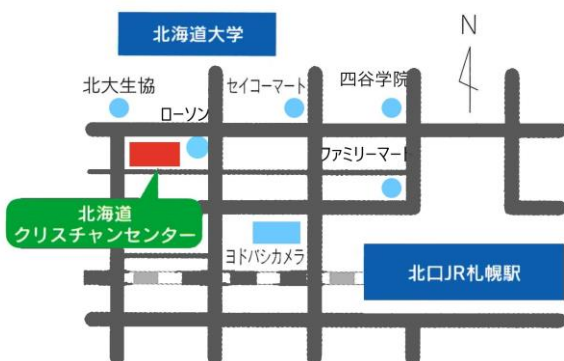 北海道大学
N
北大生協
セイコーマート
四谷学院
ローソン
ファミリーマート
北海道
クリスチャンセンター
ヨドバシカメラ
北口JR札幌駅